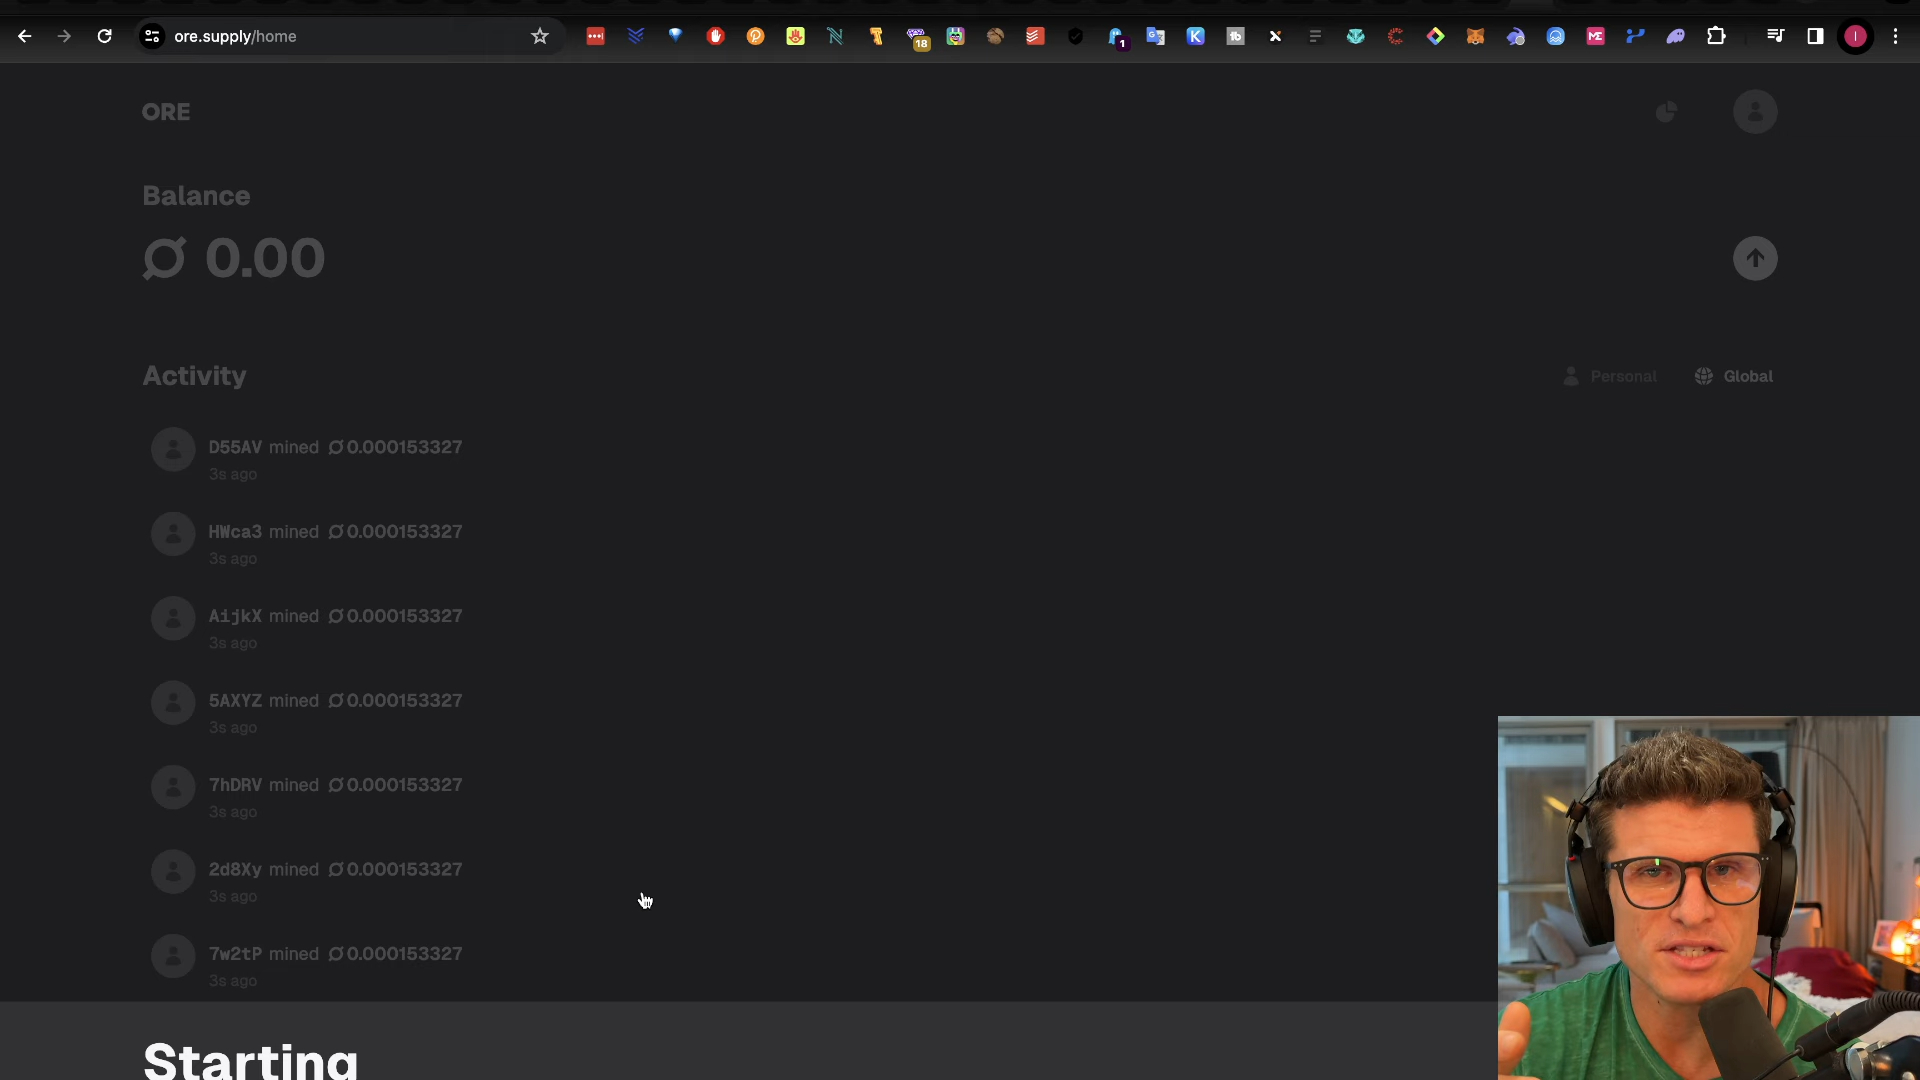 ore.supply/home
18
1
ORE
Balance
0.00
Activity
Personal
Global
D55AV mined 0.000153327
3s ago
HWca3 mined 0.000153327
3s ago
AijkX mined 0.000153327
3s ago
5AXYZ mined 0.000153327
3s ago
7hDRV mined 0.000153327
3s ago
2d8Xy mined 0.000153327
3s ago
7w2tP mined 0.000153327
3s ago
Starting